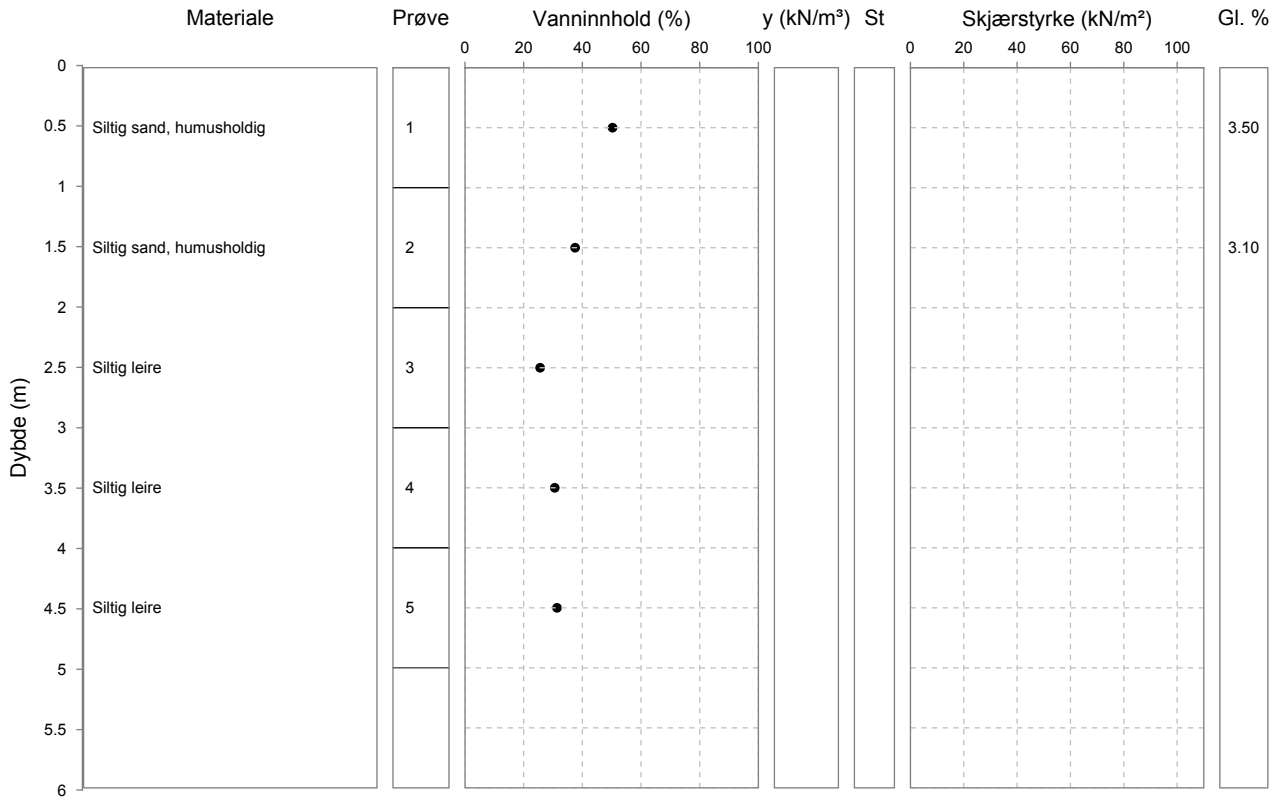 Materiale Prøve Vanninnhold (%) y (kN/m³) St Skjærstyrke (kN/m²) Gl. %
0 20 40 60 80 100 0 20 40 60 80 100
0
0.5 Siltig sand, humusholdig 1 3.50
1
1.5 Siltig sand, humusholdig 2 3.10
2
2.5 Siltig leire 3
Dybde (m)
3
3.5 Siltig leire 4
4
4.5 Siltig leire 5
5
5.5
6